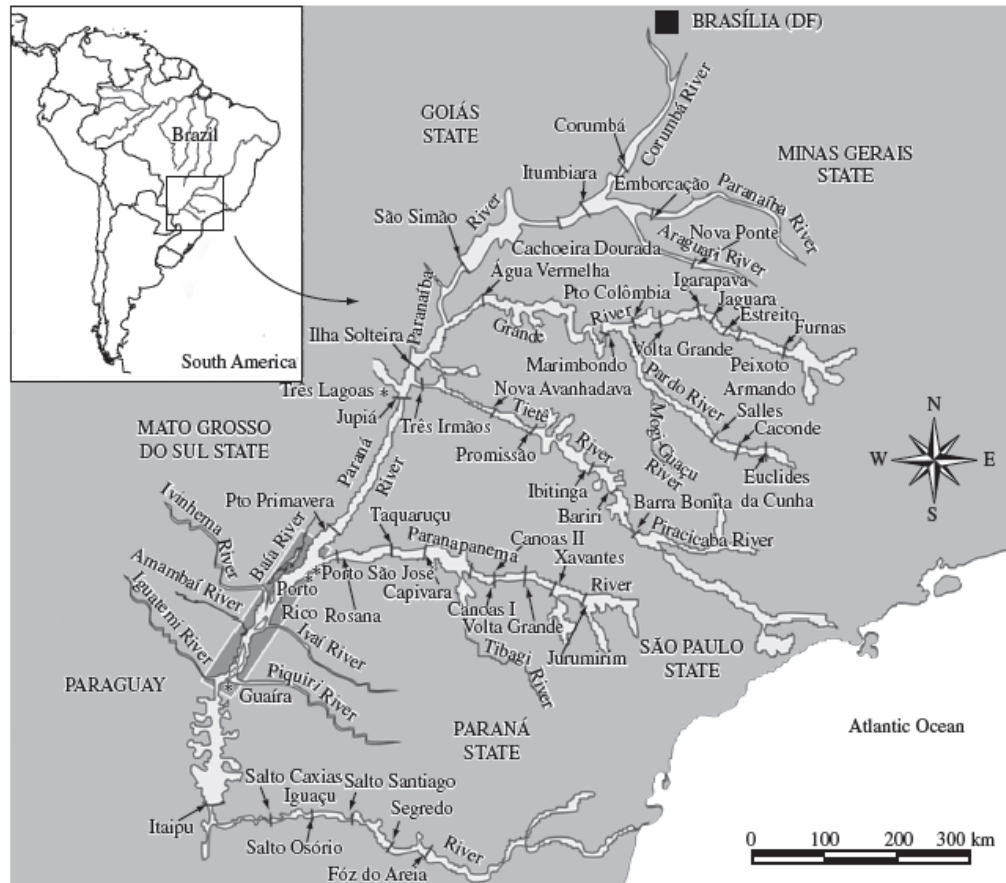 BRASÍLIA (DF)
Brazil
South America
GOIÁS
STATE
Corumbá River
Corumbá
MINAS GERAIS
STATE
Itumbiara
Emborcação
Paranaíba River
São Simão
River
Cachoeira Dourada
Araguari River
Nova Ponte
Água Vermelha
Igarapava
Paranaíba
Pto Colômbia
Jaguara
Estreito
Ilha Solteira
Grande
River
Furnas
Volta Grande
Marimbondo
Peixoto
Armando
Nova Avanhadava
Três Lagoas *
Tietê
Pardo River
Jupiá
Três Irmãos
Salles
Mogi Guaçu
River
Caconde
N
W
E
S
MATO GROSSO
DO SUL STATE
Paraná
River
Promissão
River
Euclides
da Cunha
Ibitinga
Ivinhema
River
Pto Primavera
Bariri
Barra Bonita
Baía River
Taquaruçu
Paranapanema
Canoas II
Piracicaba River
Xavantes
Amambaí River
Porto
Rico
**
Porto São José
Capivara
River
Iguatemi River
Rosana
Canoas I
Volta Grande
Ivaí River
Tibagi
River
Jurumirim
SÃO PAULO
STATE
PARAGUAY
*
Guaíra
Piquiri River
PARANÁ
STATE
Atlantic Ocean
Salto Caxias
Salto Santiago
Iguaçu
Segredo
Itaipu
Salto Osório
River
Fóz do Areia
0 100 200 300 km